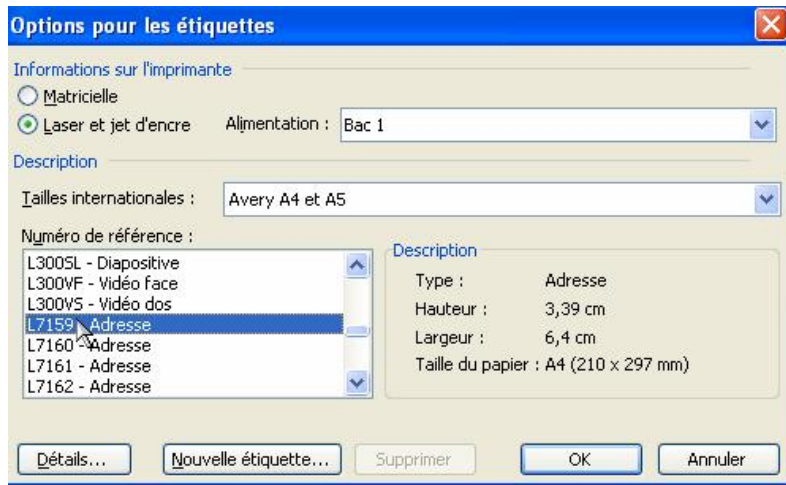 Options pour les étiquettes
Informations sur l'imprimante
Matricielle
Laser et jet d'encre Alimentation : Bac 1
Description
Tailles internationales : Avery A4 et A5
Numéro de référence :
L300SL - Diapositive
L300VF - Vidéo face
L300VS - Vidéo dos
L7159 - Adresse
L7160 - Adresse
L7161 - Adresse
L7162 - Adresse
Description
Type : Adresse
Hauteur : 3,39 cm
Largeur : 6,4 cm
Taille du papier : A4 (210 x 297 mm)
Détails... Nouvelle étiquette... Supprimer OK Annuler